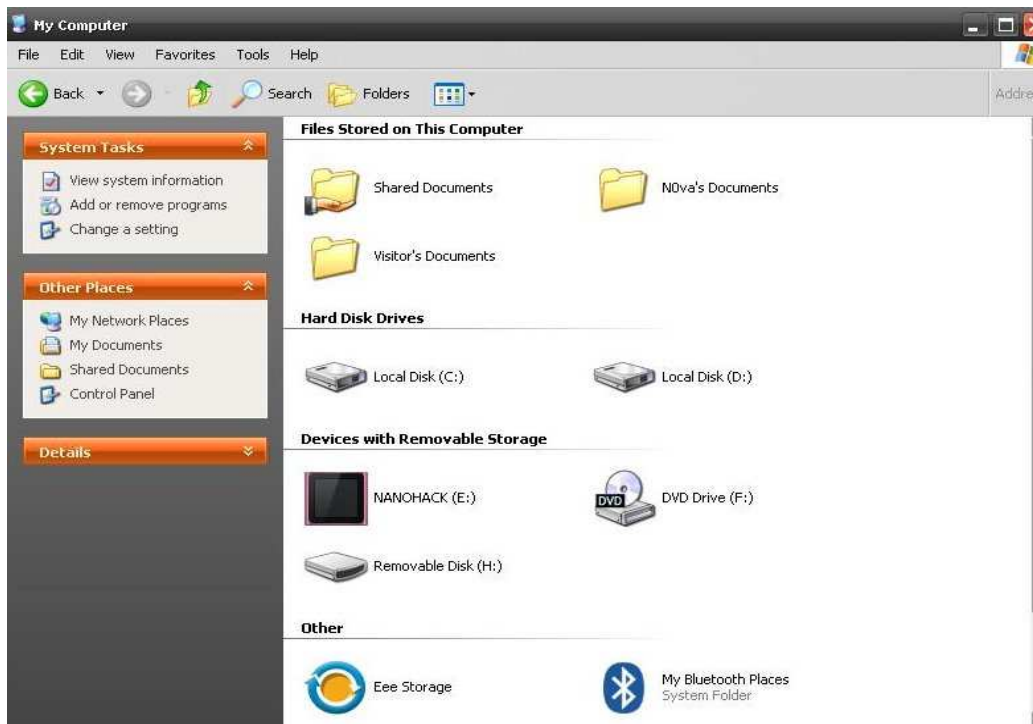 My Computer
File Edit View Favorites Tools Help
Back Search Folders Addre
System Tasks
View system information
Add or remove programs
Change a setting
Other Places
My Network Places
My Documents
Shared Documents
Control Panel
Details
Files Stored on This Computer
Shared Documents N0va's Documents
Visitor's Documents
Hard Disk Drives
Local Disk (C:) Local Disk (D:)
Devices with Removable Storage
NANOHACK (E:) DVD DVD Drive (F:)
Removable Disk (H:)
Other
Eee Storage My Bluetooth Places
System Folder